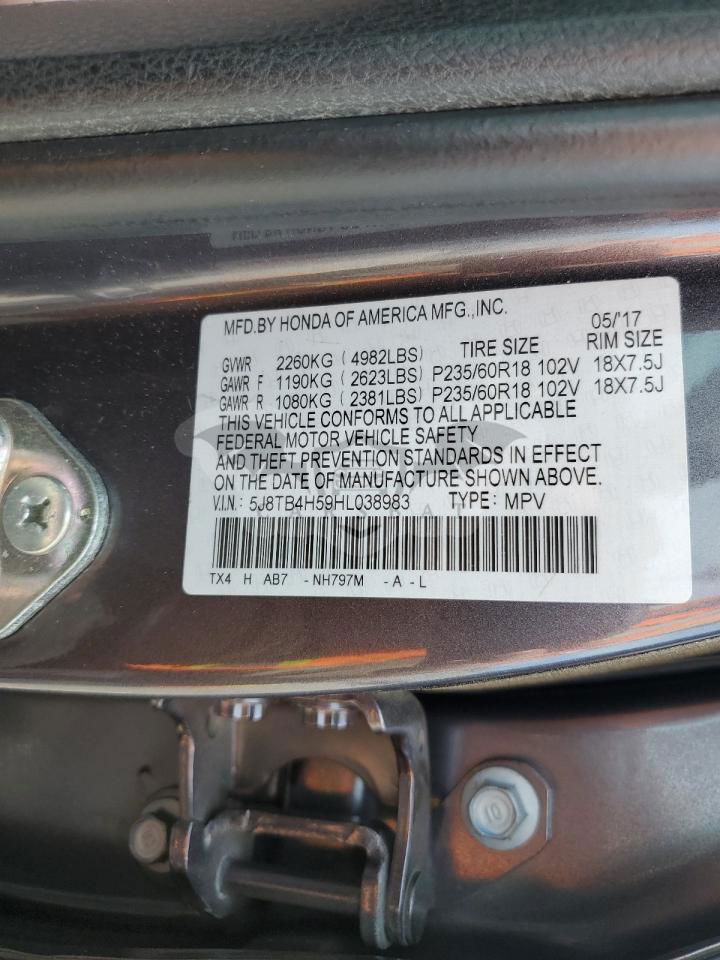 MFD.BY HONDA OF AMERICA MFG.,INC. 05/'17
GVWR 2260KG ( 4982LBS) TIRE SIZE RIM SIZE
GAWR F 1190KG ( 2623LBS) P235/60R18 102V 18X7.5J
GAWR R 1080KG ( 2381LBS) P235/60R18 102V 18X7.5J
THIS VEHICLE CONFORMS TO ALL APPLICABLE
FEDERAL MOTOR VEHICLE SAFETY
AND THEFT PREVENTION STANDARDS IN EFFECT
ON THE DATE OF MANUFACTURE SHOWN ABOVE.
V.I.N.: 5J8TB4H59HL038983 TYPE: MPV
TX4 H AB7 -NH797M -A-L
10